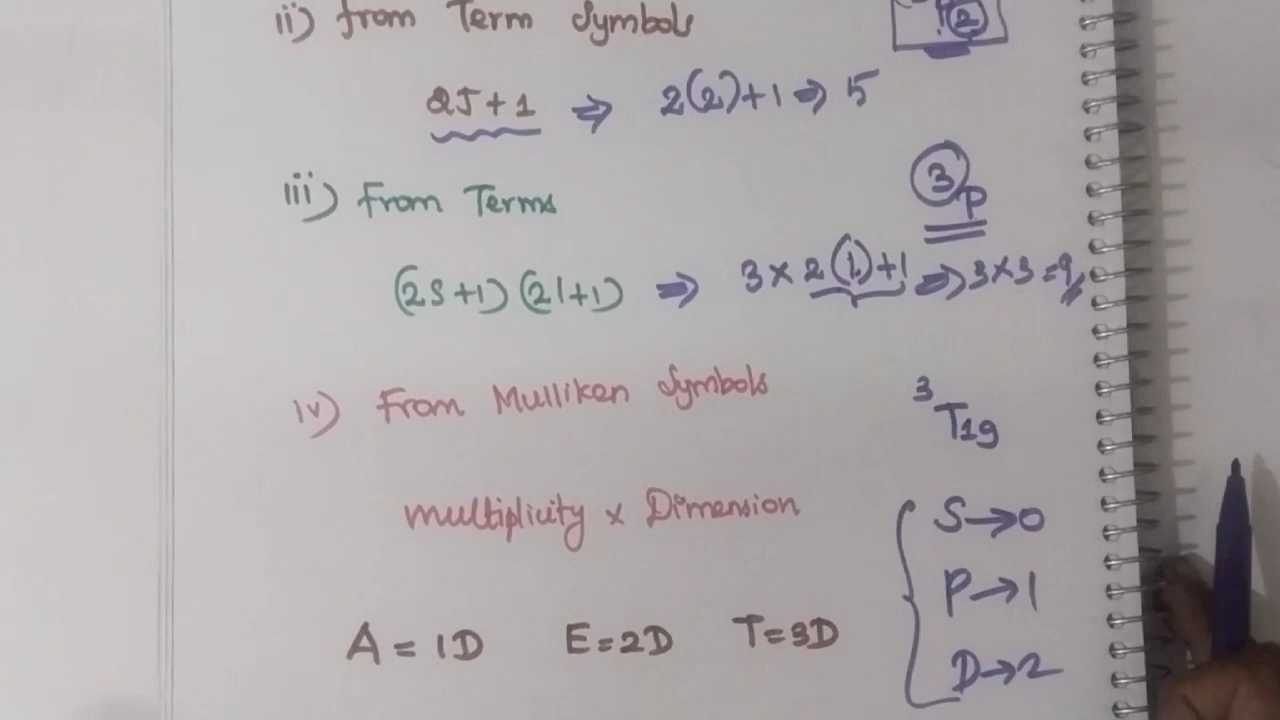 ii) from Term Symbols
2
2J+1 ⇒ 2(2)+1 ⇒ 5
iii) From Terms
3P
(2S+1) (2l+1) ⇒ 3 × 2(1)+1 ⇒ 3×3=9
iv) From Mulliken Symbols
3T1g
multiplicity × Dimension
S→0
P→1
A = 1D E=2D T=3D
D→2